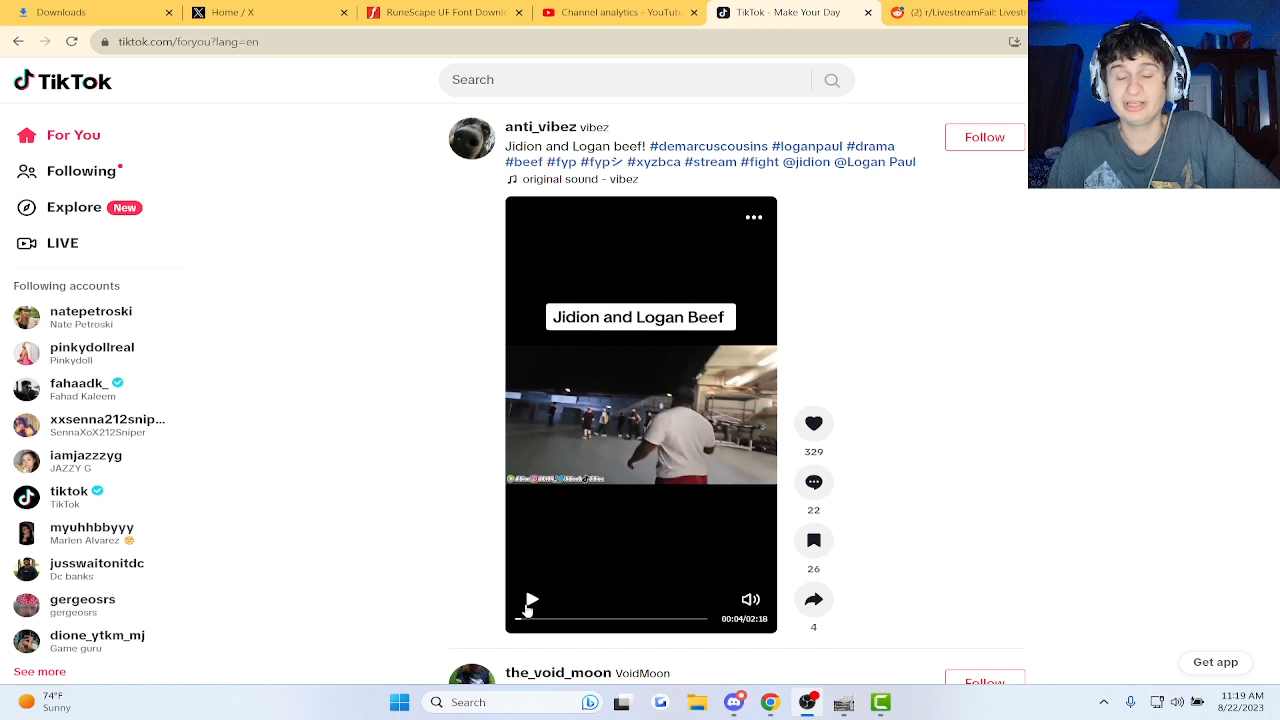 Downloads
Home / X
RuneScape UF Font Downlo
Channel analytics - YouTub
TikTok - Make Your Day
(2) r/LivestreamFail: Livestr
tiktok.com/foryou?lang=en
TikTok
Search
For You
Following
Explore New
LIVE
Following accounts
natepetroski
Nate Petroski
pinkydollreal
Pinkydoll
fahaadk_
Fahad Kaleem
xxsenna212snip...
SennaXoX212Sniper
iamjazzzyg
JAZZY G
tiktok
TikTok
myuhhbbyyy
Marlen Alvarez
jusswaitonitdc
Dc banks
gergeosrs
gergeosrs
dione_ytkm_mj
Game guru
See more
anti_vibez vibez
Follow
Jidion and Logan beef! #demarcuscousins #loganpaul #drama
#beef #fyp #fypシ #xyzbca #stream #fight @jidion @Logan Paul
original sound - vibez
Jidion and Logan Beef
00:04/02:18
329
22
26
4
the_void_moon VoidMoon
Follow
Get app
74°F
Sunny
Search
11:19 AM
8/22/2023